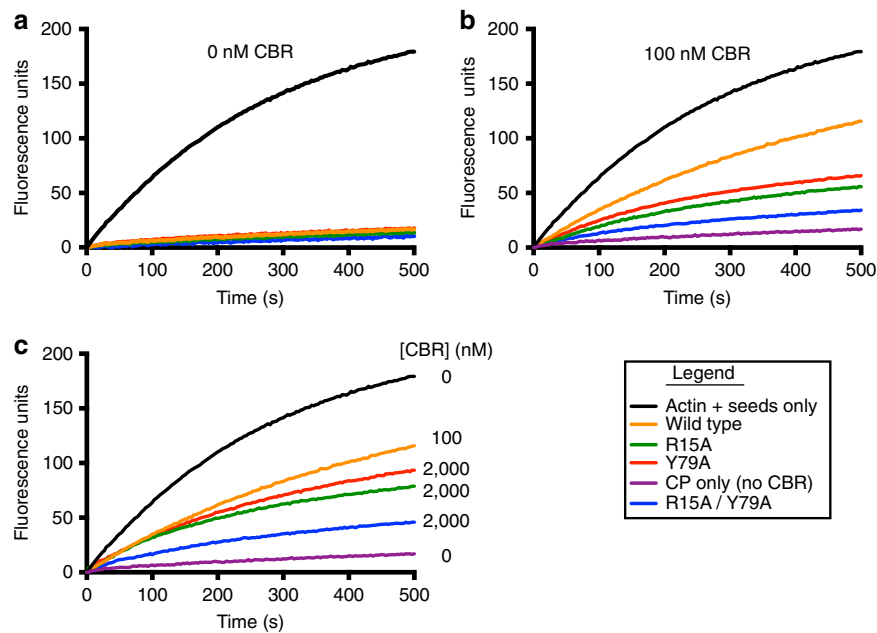 a
0 nM CBR
Fluorescence units
200
150
100
50
0
0 100 200 300 400 500
Time (s)
b
100 nM CBR
Fluorescence units
200
150
100
50
0
0 100 200 300 400 500
Time (s)
c
[CBR] (nM)
Fluorescence units
200
150
100
50
0
0
100
2,000
2,000
2,000
0
0 100 200 300 400 500
Time (s)
Legend
Actin + seeds only
Wild type
R15A
Y79A
CP only (no CBR)
R15A / Y79A